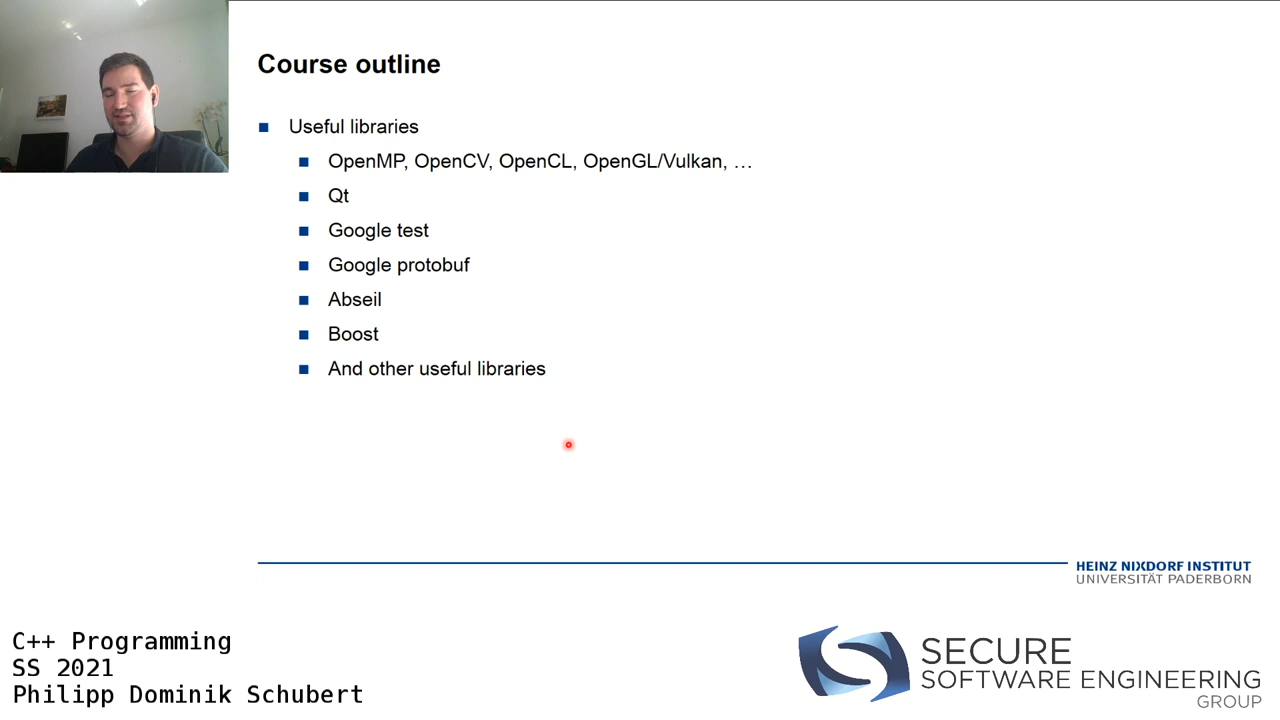 Course outline
Useful libraries
OpenMP, OpenCV, OpenCL, OpenGL/Vulkan, …
Qt
Google test
Google protobuf
Abseil
Boost
And other useful libraries
HEINZ NIXDORF INSTITUT
UNIVERSITÄT PADERBORN
C++ Programming
SS 2021
Philipp Dominik Schubert
SECURE
SOFTWARE ENGINEERING
GROUP